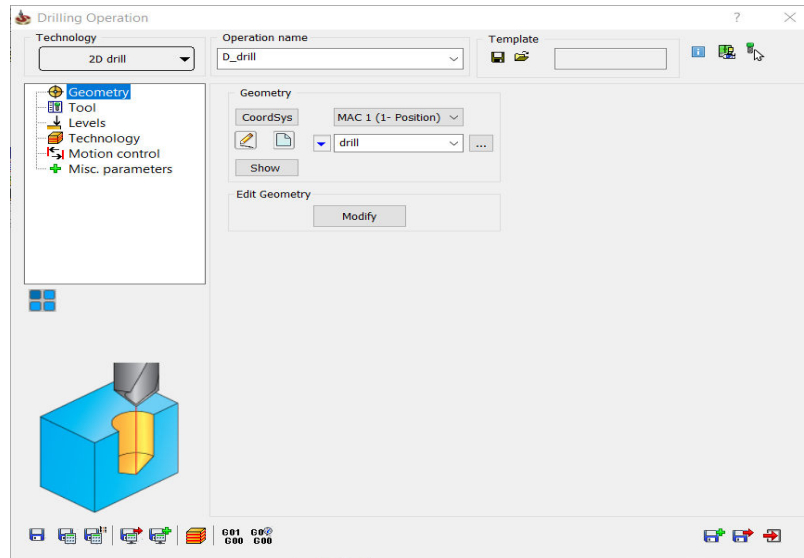 Drilling Operation
Technology
2D drill
Operation name
D_drill
Template
Geometry
Tool
Levels
Technology
Motion control
Misc. parameters
Geometry
CoordSys
MAC 1 (1- Position)
drill
...
Show
Edit Geometry
Modify
G01 G0
G00 G00